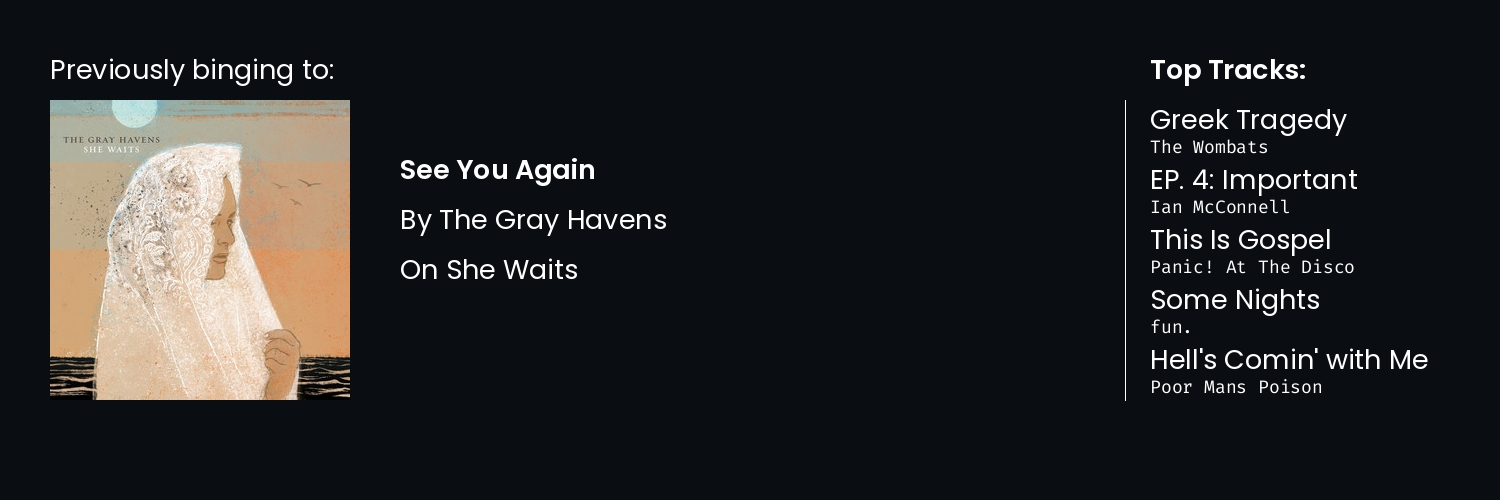 Previously binging to:
THE GRAY HAVENS
SHE WAITS
See You Again
By The Gray Havens
On She Waits
Top Tracks:
Greek Tragedy
The Wombats
EP. 4: Important
Ian McConnell
This Is Gospel
Panic! At The Disco
Some Nights
fun.
Hell's Comin' with Me
Poor Mans Poison